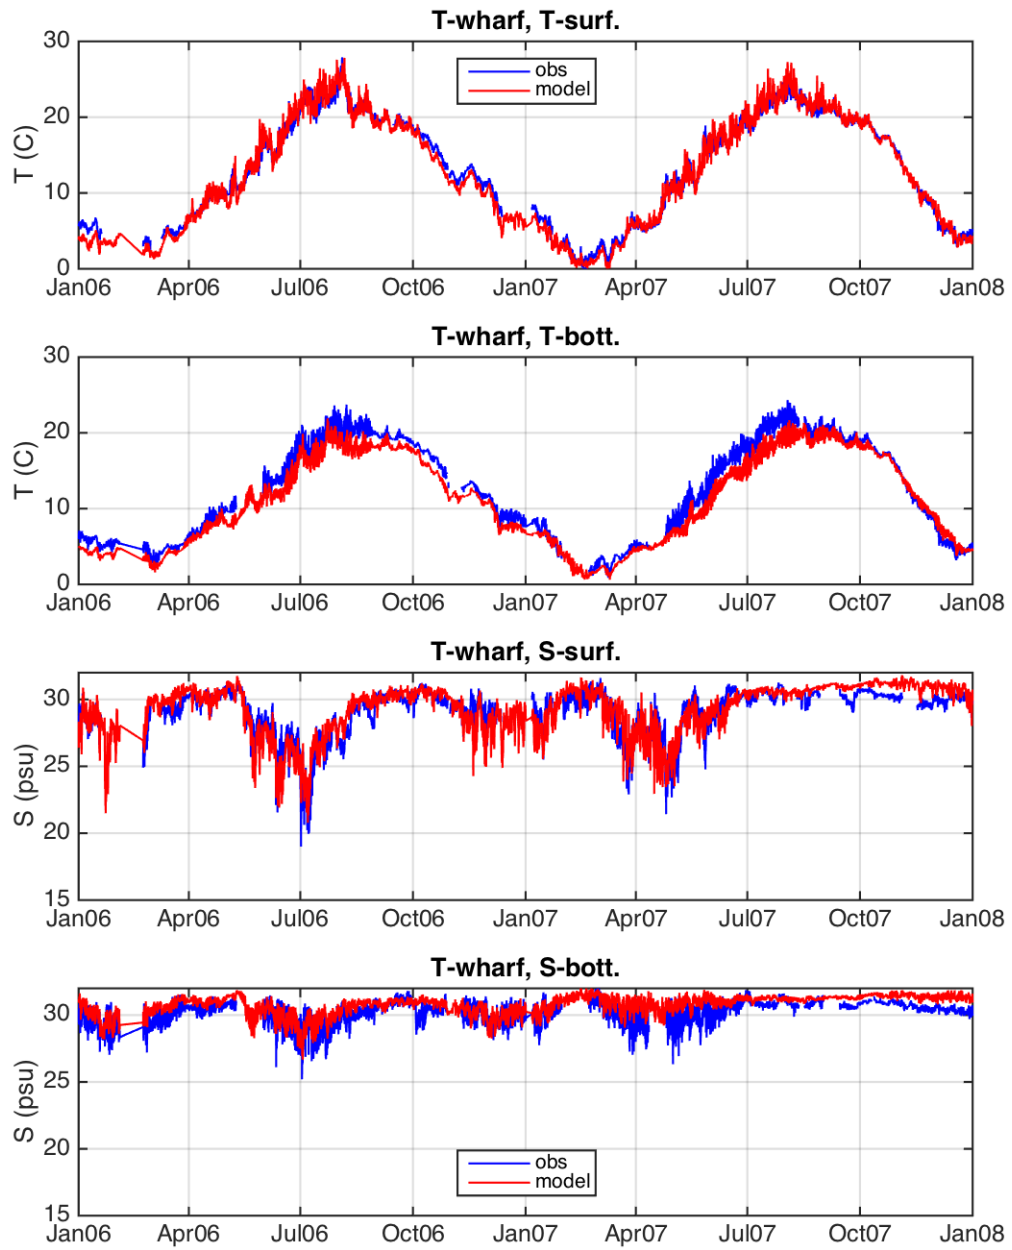 T-wharf, T-surf.
30
20
10
0
T (C)
obs
model
Jan06 Apr06 Jul06 Oct06 Jan07 Apr07 Jul07 Oct07 Jan08
T-wharf, T-bott.
30
20
10
0
T (C)
Jan06 Apr06 Jul06 Oct06 Jan07 Apr07 Jul07 Oct07 Jan08
T-wharf, S-surf.
30
25
20
15
S (psu)
Jan06 Apr06 Jul06 Oct06 Jan07 Apr07 Jul07 Oct07 Jan08
T-wharf, S-bott.
30
25
20
15
S (psu)
obs
model
Jan06 Apr06 Jul06 Oct06 Jan07 Apr07 Jul07 Oct07 Jan08